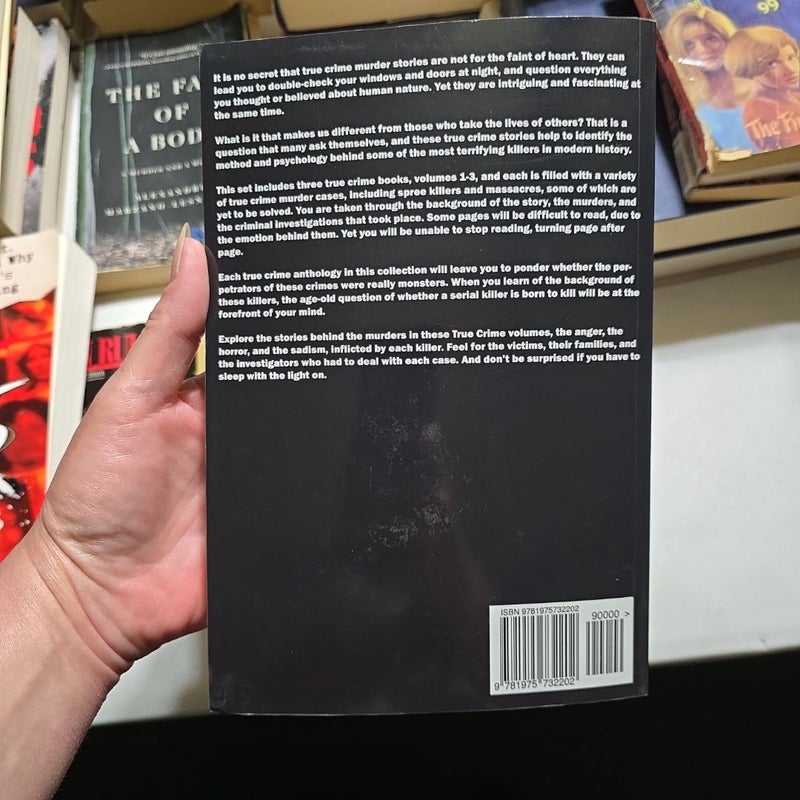 It is no secret that true crime murder stories are not for the faint of heart. They can
lead you to double-check your windows and doors at night, and question everything
you thought or believed about human nature. Yet they are intriguing and fascinating at
the same time.
What is it that makes us different from those who take the lives of others? That is a
question that many ask themselves, and these true crime stories help to identify the
method and psychology behind some of the most terrifying killers in modern history.
This set includes three true crime books, volumes 1-3, and each is filled with a variety
of true crime murder cases, including spree killers and massacres, some of which are
yet to be solved. You are taken through the background of the story, the murders, and
the criminal investigations that took place. Some pages will be difficult to read, due to
the emotion behind them. Yet you will be unable to stop reading, turning page after
page.
Each true crime anthology in this collection will leave you to ponder whether the per-
petrators of these crimes were really monsters. When you learn of the background of
these killers, the age-old question of whether a serial killer is born to kill will be at the
forefront of your mind.
Explore the stories behind the murders in these True Crime volumes, the anger, the
horror, and the sadism, inflicted by each killer. Feel for the victims, their families, and
the investigators who had to deal with each case. And don't be surprised if you have to
sleep with the light on.
ISBN 9781975732202
90000 >
9 781975 732202
THE FA
OF
A BOD
99
The Fi
why